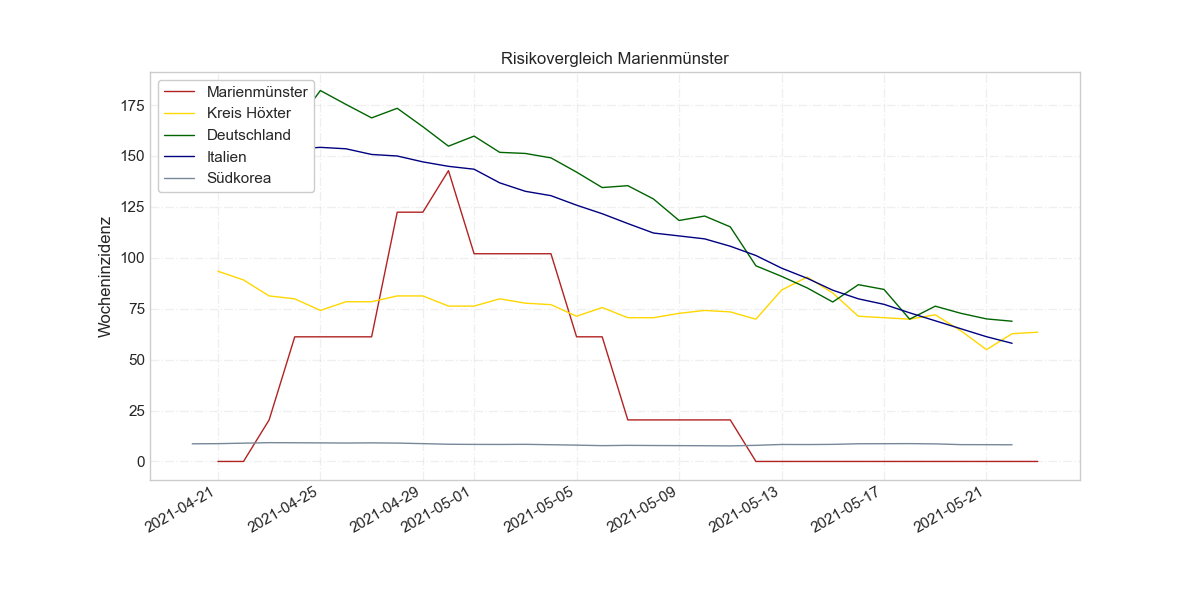 Risikovergleich Marienmünster
Marienmünster
Kreis Höxter
Deutschland
Italien
Südkorea
Wocheninzidenz
175
150
125
100
75
50
25
0
2021-04-21
2021-04-25
2021-04-29
2021-05-01
2021-05-05
2021-05-09
2021-05-13
2021-05-17
2021-05-21